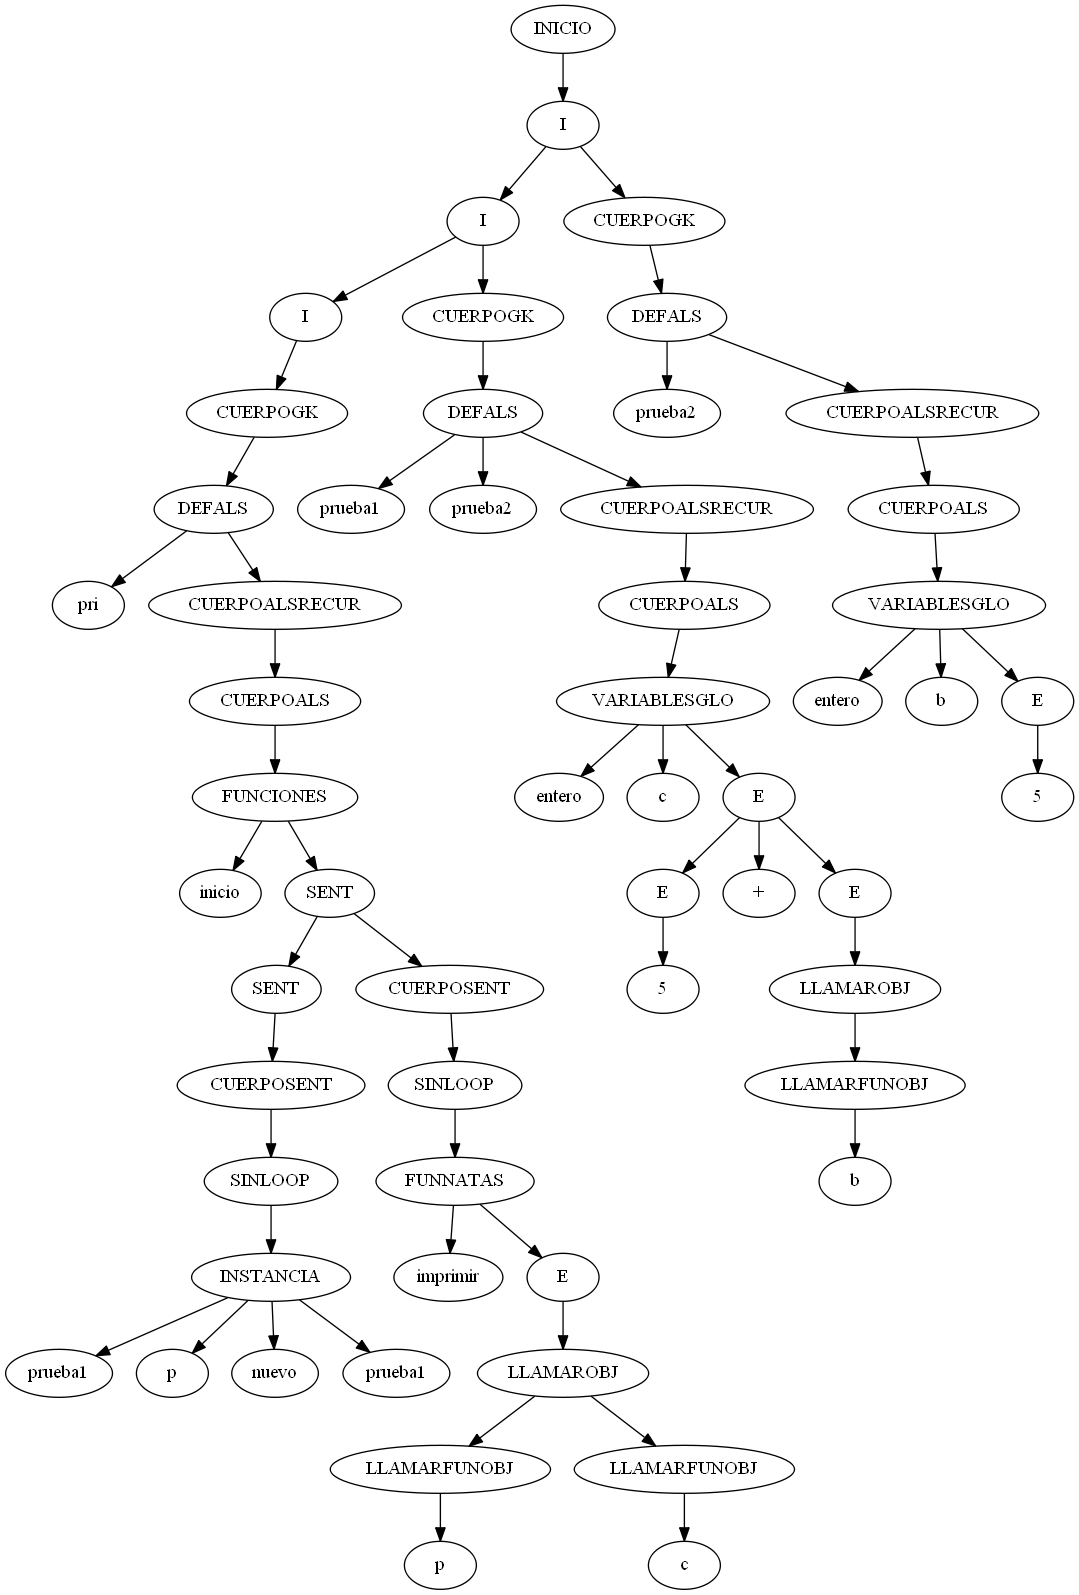 INICIO
I
I
CUERPOGK
I
CUERPOGK
DEFALS
CUERPOGK
DEFALS
prueba2
CUERPOALSRECUR
DEFALS
prueba1
prueba2
CUERPOALSRECUR
CUERPOALS
pri
CUERPOALSRECUR
CUERPOALS
VARIABLESGLO
CUERPOALS
VARIABLESGLO
entero
b
E
FUNCIONES
entero
c
E
5
inicio
SENT
E
+
E
SENT
CUERPOSENT
5
LLAMAROBJ
CUERPOSENT
SINLOOP
LLAMARFUNOBJ
SINLOOP
FUNNATAS
b
INSTANCIA
imprimir
E
prueba1
p
nuevo
prueba1
LLAMAROBJ
LLAMARFUNOBJ
LLAMARFUNOBJ
p
c